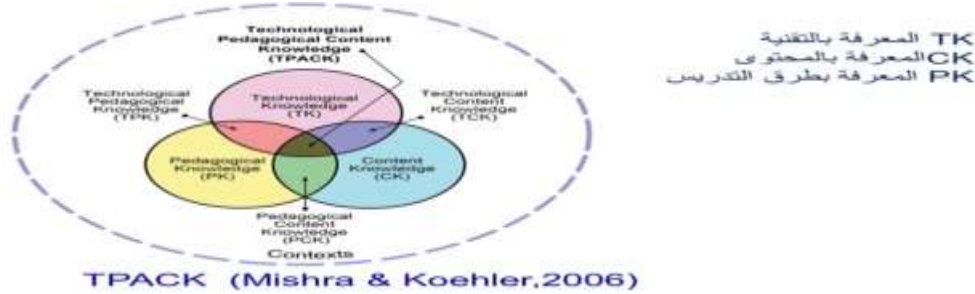 Technological
Pedagogical Content
Knowledge
(TPACK)
Technological
Pedagogical
Knowledge
(TPK)
Technological
Knowledge
(TK)
Technological
Content
Knowledge
(TCK)
Pedagogical
Knowledge
(PK)
Content
Knowledge
(CK)
Pedagogical
Content
Knowledge
(PCK)
Contexts
TPACK (Mishra & Koehler,2006)
TK المعرفة بالتقنية
CK المعرفة بالمحتوى
PK المعرفة بطرق التدريس